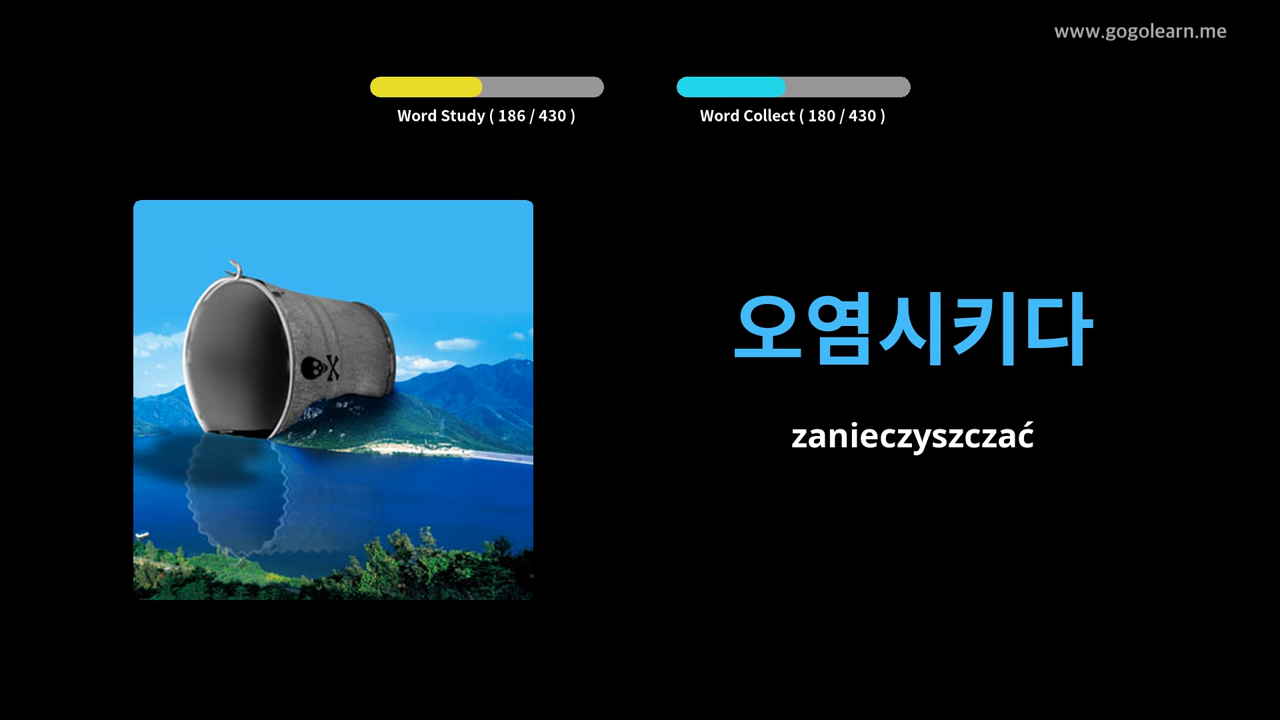 www.gogolearn.me
Word Study ( 186 / 430 )
Word Collect ( 180 / 430 )
오염시키다
zanieczyszczać